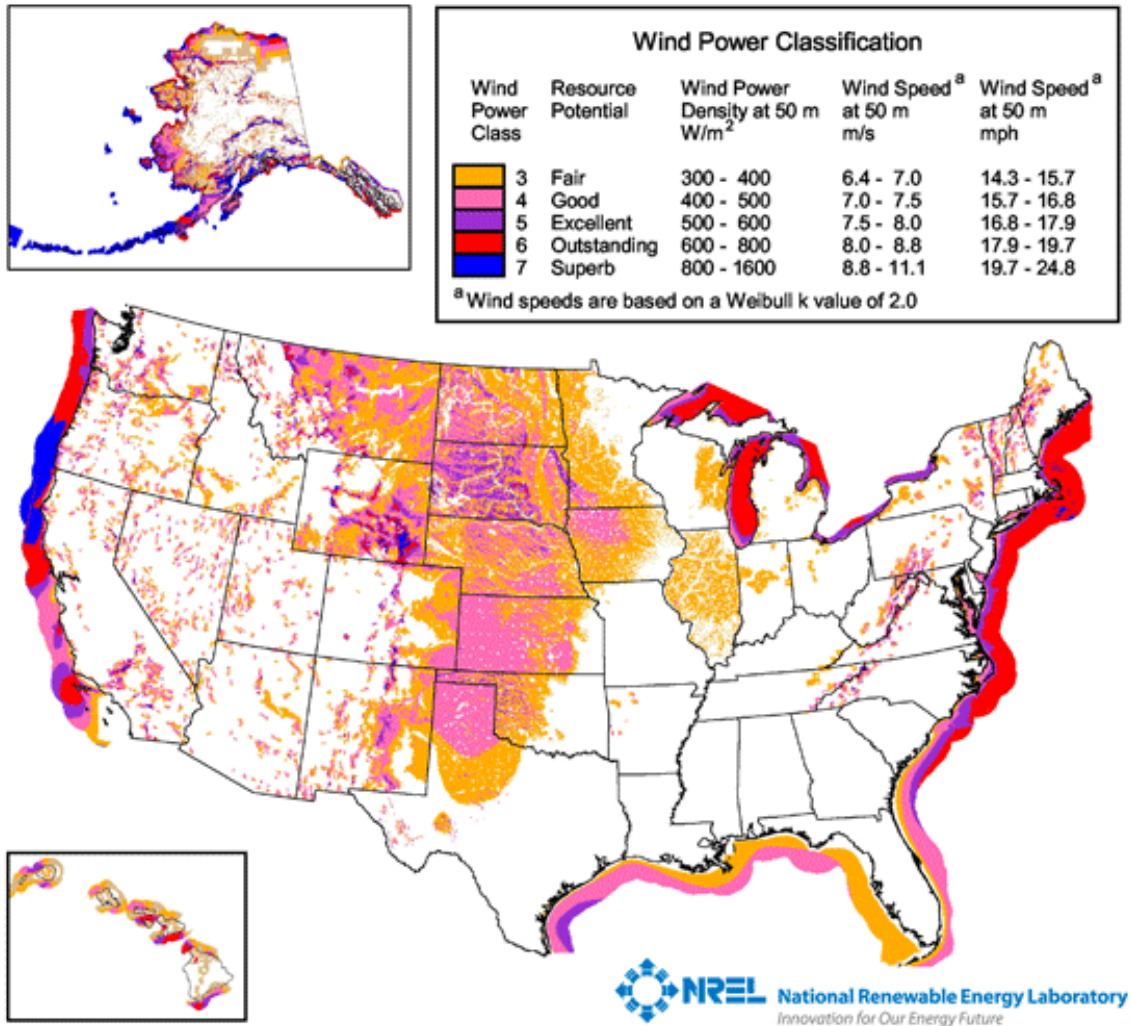 Wind Power Classification
Wind Power Class Resource Potential Wind Power Density at 50 m W/m2 Wind Speed a at 50 m m/s Wind Speed a at 50 m mph
3 Fair 300 - 400 6.4 - 7.0 14.3 - 15.7
4 Good 400 - 500 7.0 - 7.5 15.7 - 16.8
5 Excellent 500 - 600 7.5 - 8.0 16.8 - 17.9
6 Outstanding 600 - 800 8.0 - 8.8 17.9 - 19.7
7 Superb 800 - 1600 8.8 - 11.1 19.7 - 24.8
a Wind speeds are based on a Weibull k value of 2.0
NREL National Renewable Energy Laboratory
Innovation for Our Energy Future